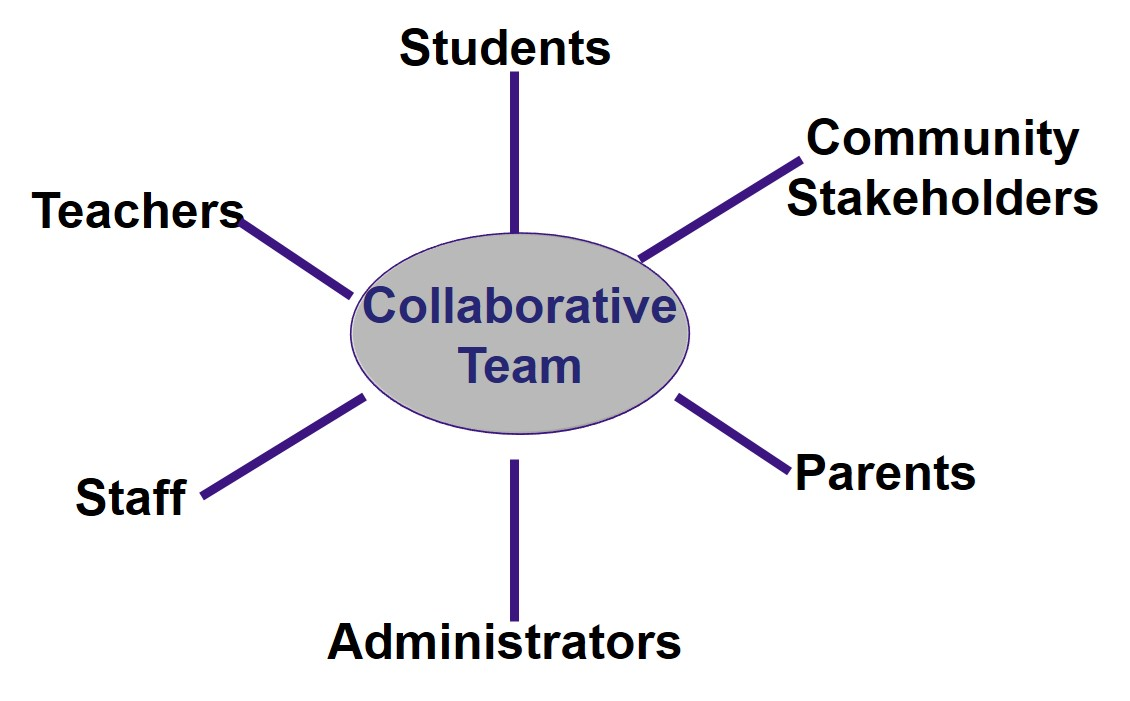 Students
Community
Stakeholders
Teachers
Collaborative
Team
Parents
Staff
Administrators